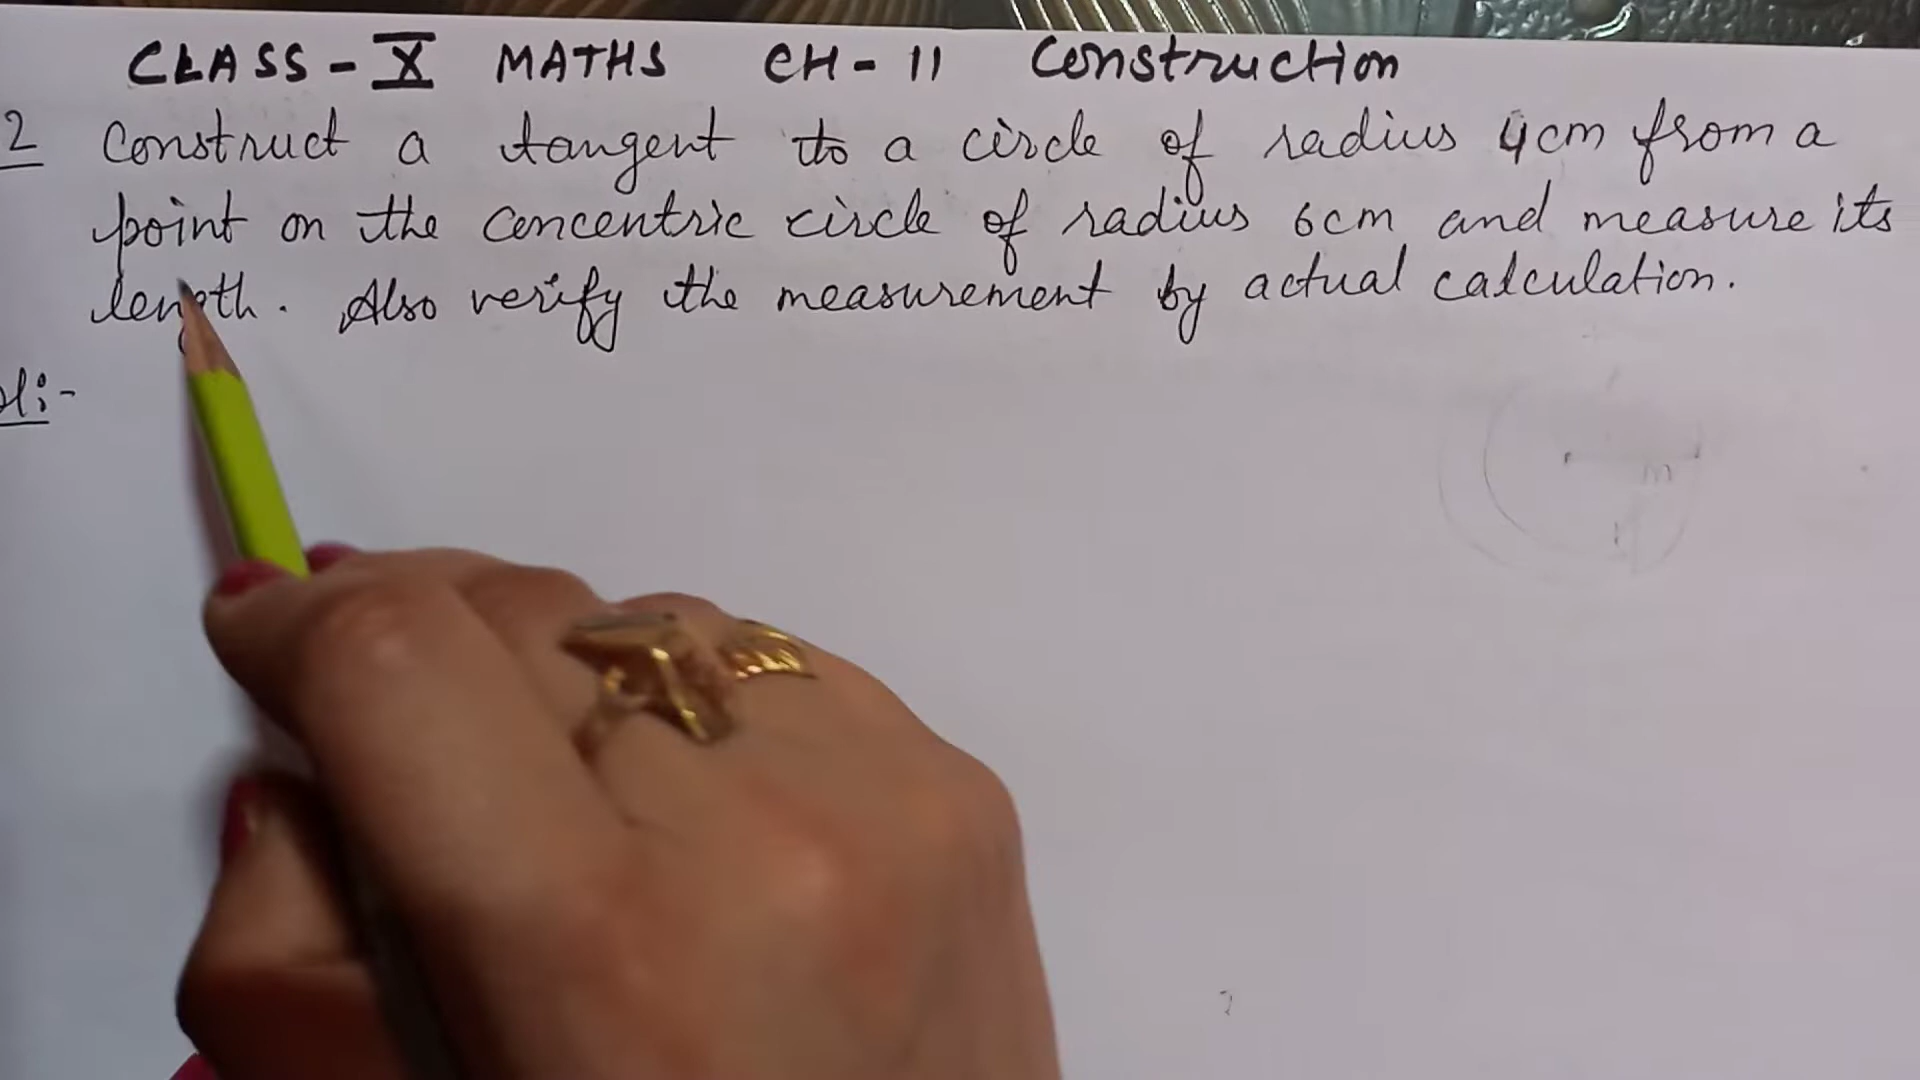 CLASS - X MATHS CH - 11 Construction
2 Construct a tangent to a circle of radius 4cm from a
point on the concentric circle of radius 6cm and measure its
length. Also verify the measurement by actual calculation.
ol:-
m